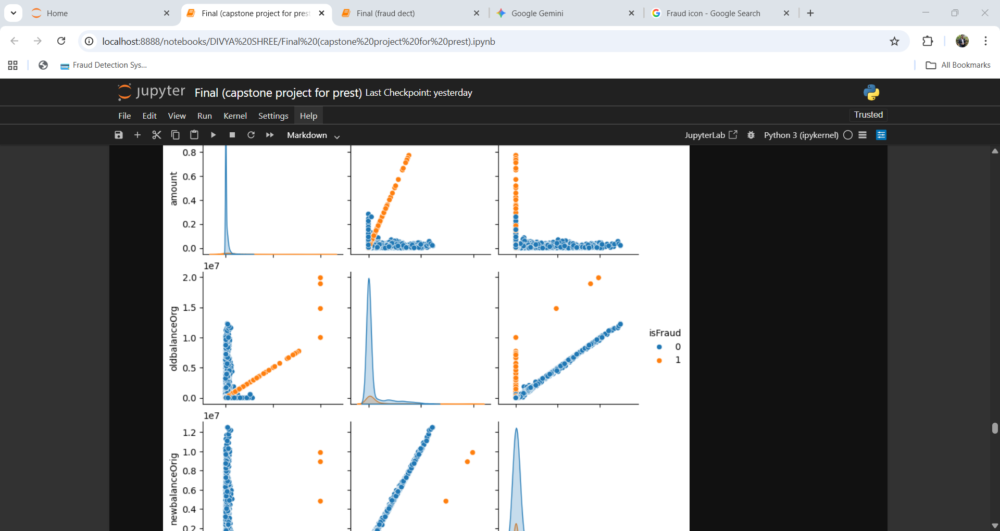 Home
Final (capstone project for prest
Final (fraud dect)
Google Gemini
Fraud icon - Google Search
localhost:8888/notebooks/DIVYA%20SHREE/Final%20(capstone%20project%20for%20prest).ipynb
Fraud Detection Sys...
All Bookmarks
jupyter Final (capstone project for prest) Last Checkpoint: yesterday
File Edit View Run Kernel Settings Help
Trusted
Markdown
JupyterLab
Python 3 (ipykernel)
0.8
0.6
0.4
0.2
0.0
amount
1e7
2.0
1.5
1.0
0.5
0.0
oldbalanceOrg
isFraud
0
1
1e7
1.2
1.0
0.8
0.6
0.4
0.2
newbalanceOrig